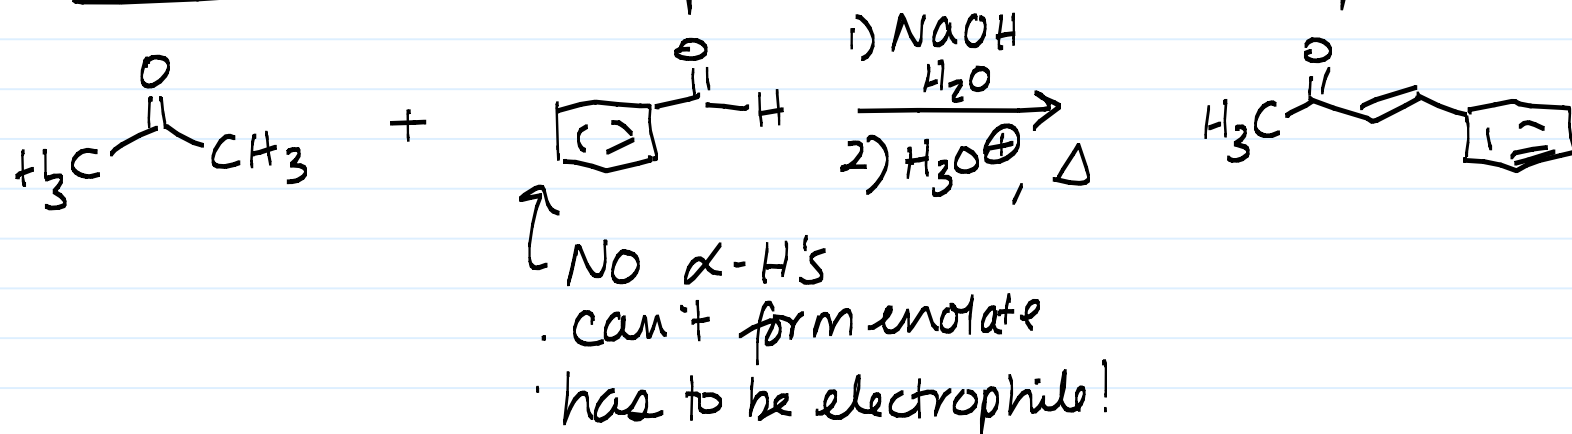 O
H₃C
CH₃
+
O
H
1) NaOH
H₂O
2) H₃O⊕, Δ
O
H₃C
No α-H's
. can't form enolate
· has to be electrophile!